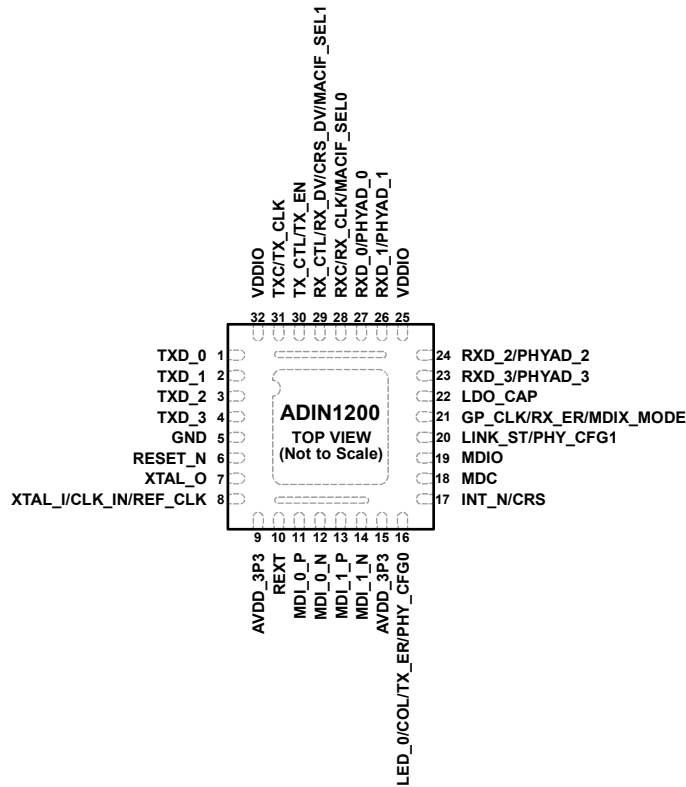 VDDIO
TXC/TX_CLK
TX_CTL/TX_EN
RX_CTL/RX_DV/CRS_DV/MACIF_SEL1
RXC/RX_CLK/MACIF_SEL0
RXD_0/PHYAD_0
RXD_1/PHYAD_1
VDDIO
32 31 30 29 28 27 26 25
TXD_0 1
TXD_1 2
TXD_2 3
TXD_3 4
GND 5
RESET_N 6
XTAL_O 7
XTAL_I/CLK_IN/REF_CLK 8
ADIN1200
TOP VIEW
(Not to Scale)
24 RXD_2/PHYAD_2
23 RXD_3/PHYAD_3
22 LDO_CAP
21 GP_CLK/RX_ER/MDIX_MODE
20 LINK_ST/PHY_CFG1
19 MDIO
18 MDC
17 INT_N/CRS
9 10 11 12 13 14 15 16
AVDD_3P3
REXT
MDI_0_P
MDI_0_N
MDI_1_P
MDI_1_N
AVDD_3P3
LED_0/COL/TX_ER/PHY_CFG0